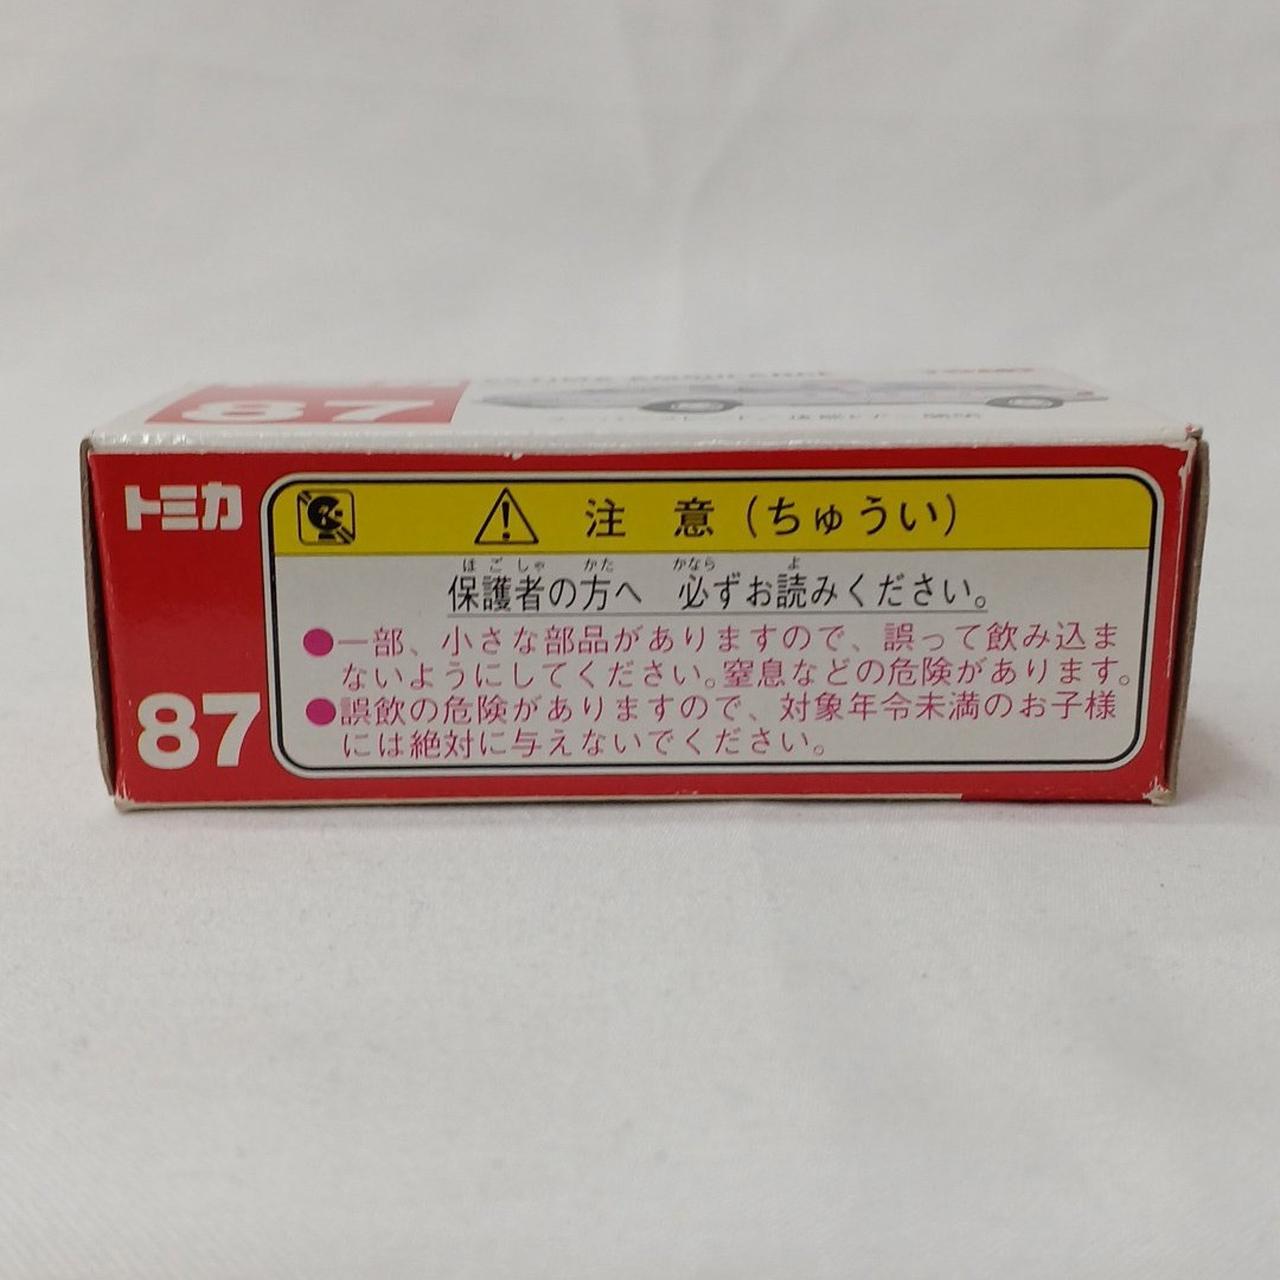 87
トミカ
87
注 意(ちゅうい)
ほごしゃ かた かなら よ
保護者の方へ 必ずお読みください。
●一部、小さな部品がありますので、誤って飲み込ま
ないようにしてください。窒息などの危険があります。
●誤飲の危険がありますので、対象年令未満のお子様
には絶対に与えないでください。